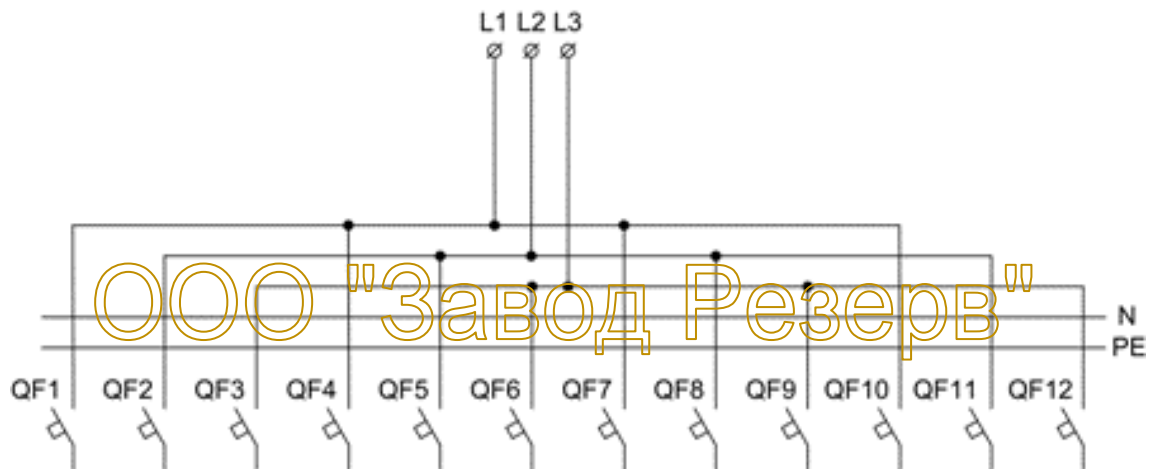 L1 L2 L3
ООО "Завод Резерв"
N
PE
QF1 QF2 QF3 QF4 QF5 QF6 QF7 QF8 QF9 QF10 QF11 QF12